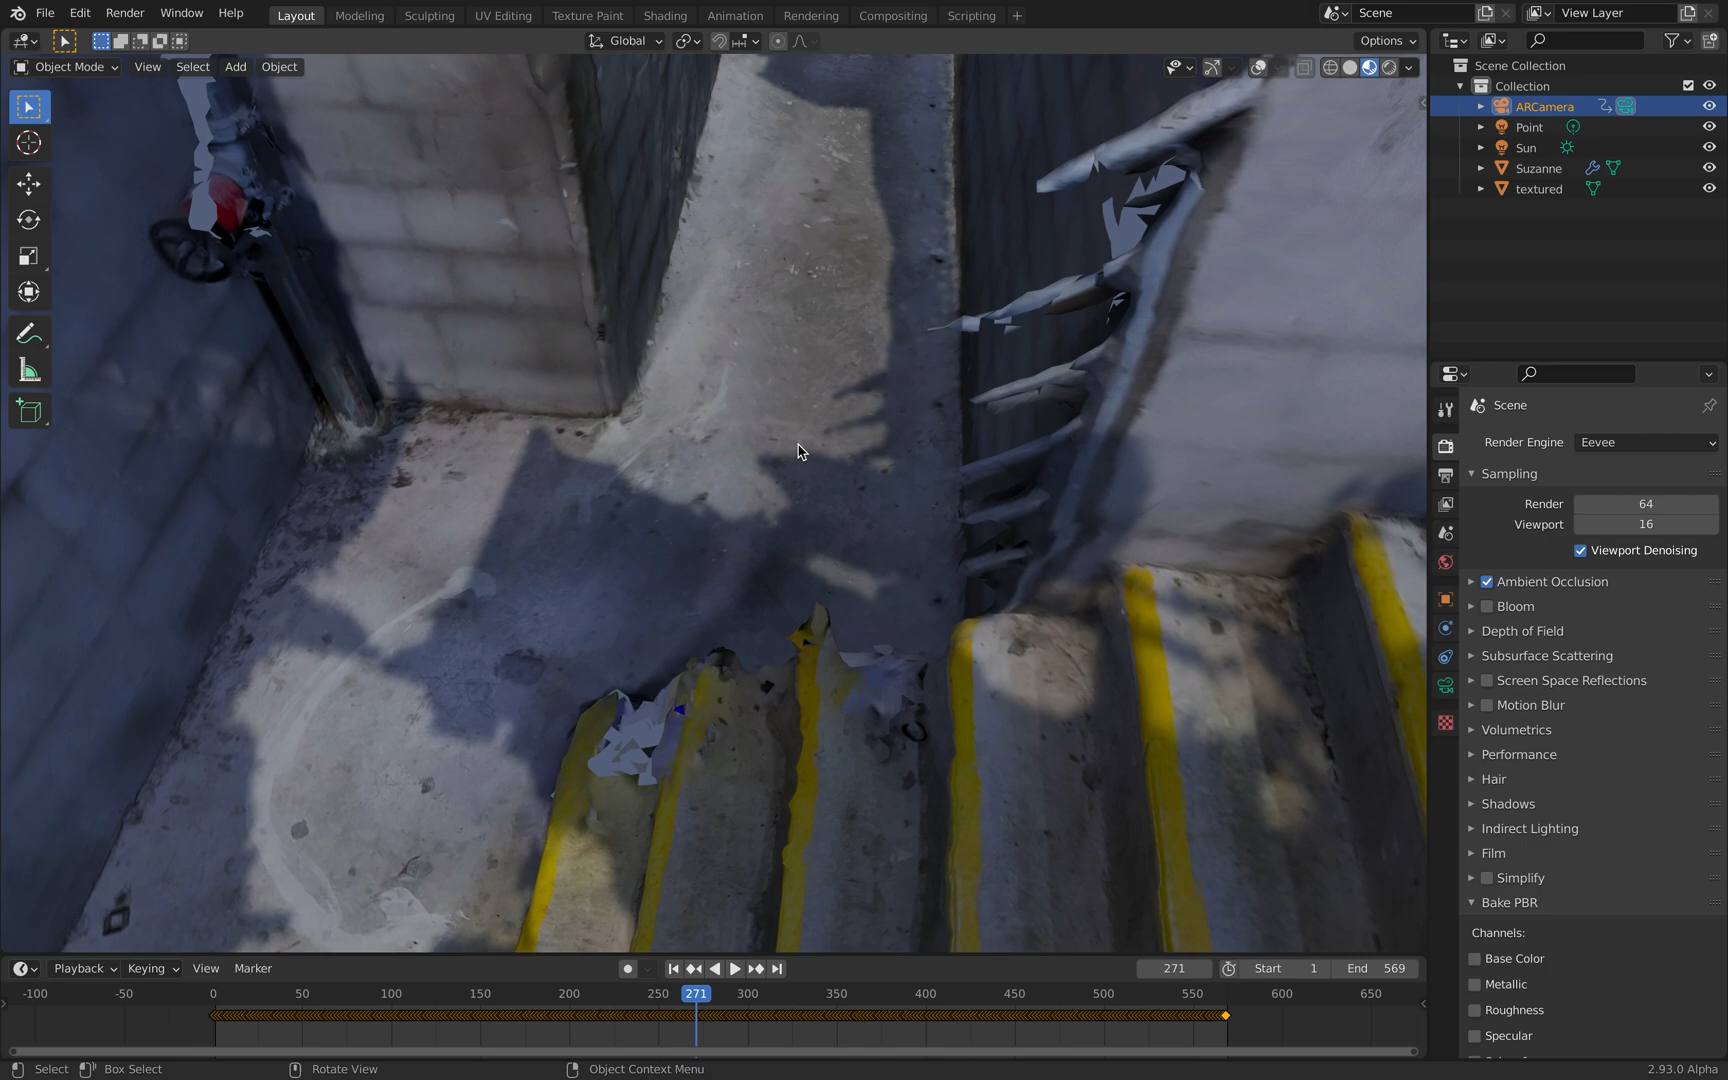 File Edit Render Window Help Layout Modeling Sculpting UV Editing Texture Paint Shading Animation Rendering Compositing Scripting + Scene View Layer
Global Options
Object Mode View Select Add Object
Scene Collection
Collection
ARCamera
Point
Sun
Suzanne
textured
Scene
Render Engine Eevee
Sampling
Render 64
Viewport 16
Viewport Denoising
Ambient Occlusion
Bloom
Depth of Field
Subsurface Scattering
Screen Space Reflections
Motion Blur
Volumetrics
Performance
Hair
Shadows
Indirect Lighting
Film
Simplify
Bake PBR
Channels:
Base Color
Metallic
Roughness
Specular
Playback Keying View Marker 271 Start 1 End 569
-100 -50 0 50 100 150 200 250 271 300 350 400 450 500 550 600 650
Select Box Select Rotate View Object Context Menu 2.93.0 Alpha